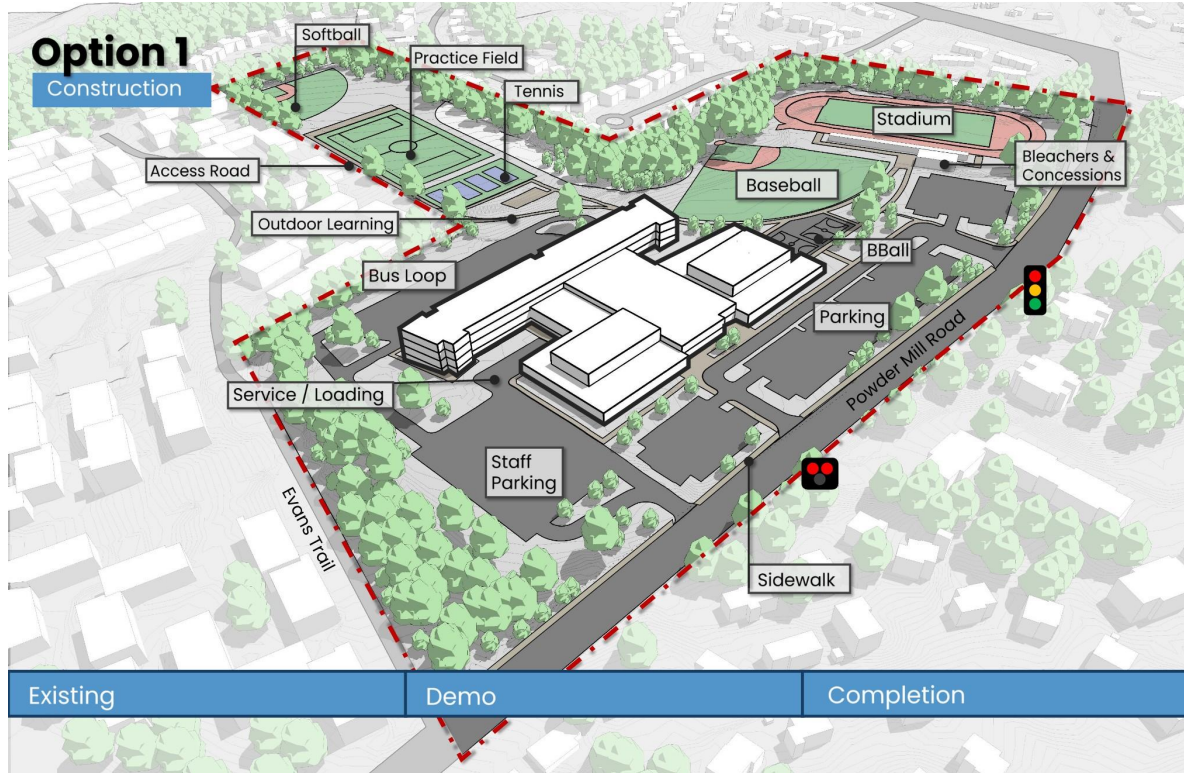 Option 1
Construction
Softball
Practice Field
Tennis
Stadium
Access Road
Bleachers &
Concessions
Baseball
Outdoor Learning
BBall
Bus Loop
Parking
Powder Mill Road
Service / Loading
Staff
Parking
Evans Trail
Sidewalk
Existing
Demo
Completion